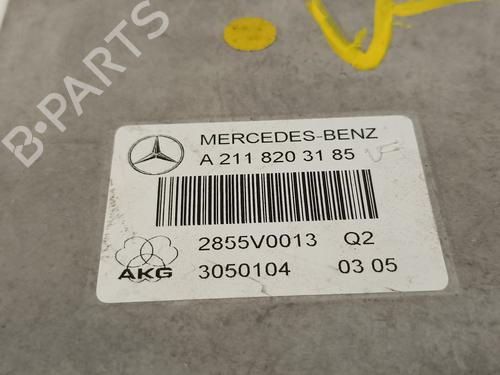 B-PARTS
MERCEDES-BENZ
A 211 820 31 85
2855V0013 Q2
AKG
3050104 03 05